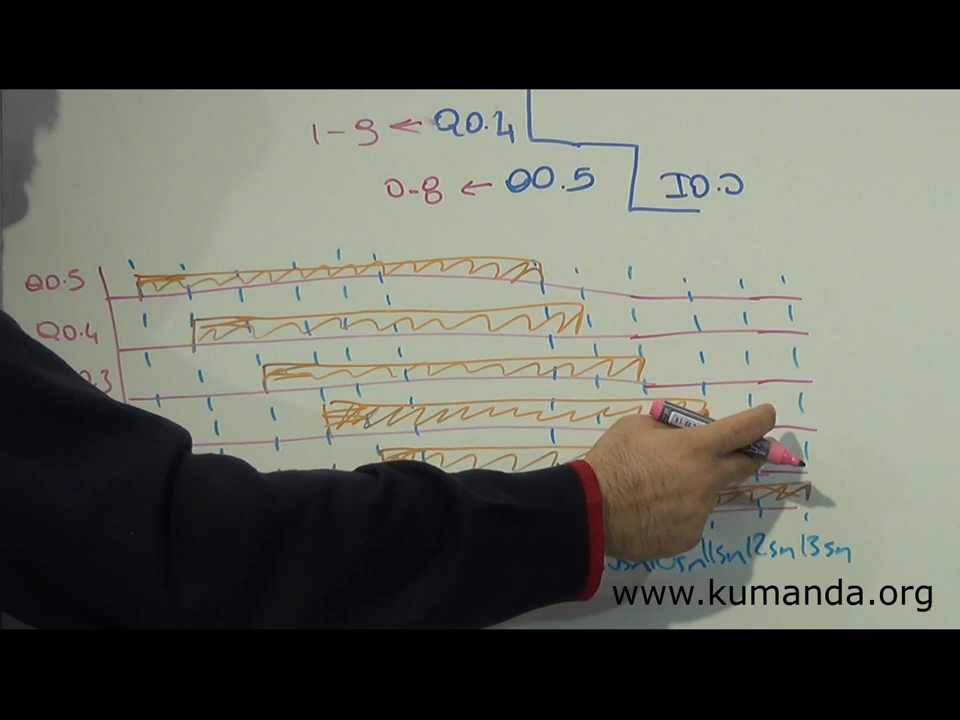 1-9 ← Q0.4
0-8 ← Q0.5 I0.0
Q0.5
Q0.4
11sn 12sn 13sn
www.kumanda.org